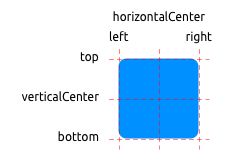 horizontalCenter
left right
top
verticalCenter
bottom